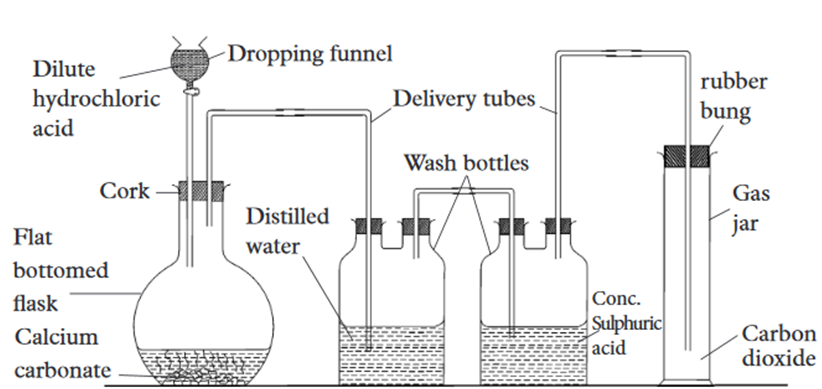 Dropping funnel
Dilute
hydrochloric
acid
Delivery tubes
rubber
bung
Wash bottles
Cork
Gas
jar
Distilled
water
Flat
bottomed
flask
Conc.
Sulphuric
acid
Calcium
carbonate
Carbon
dioxide